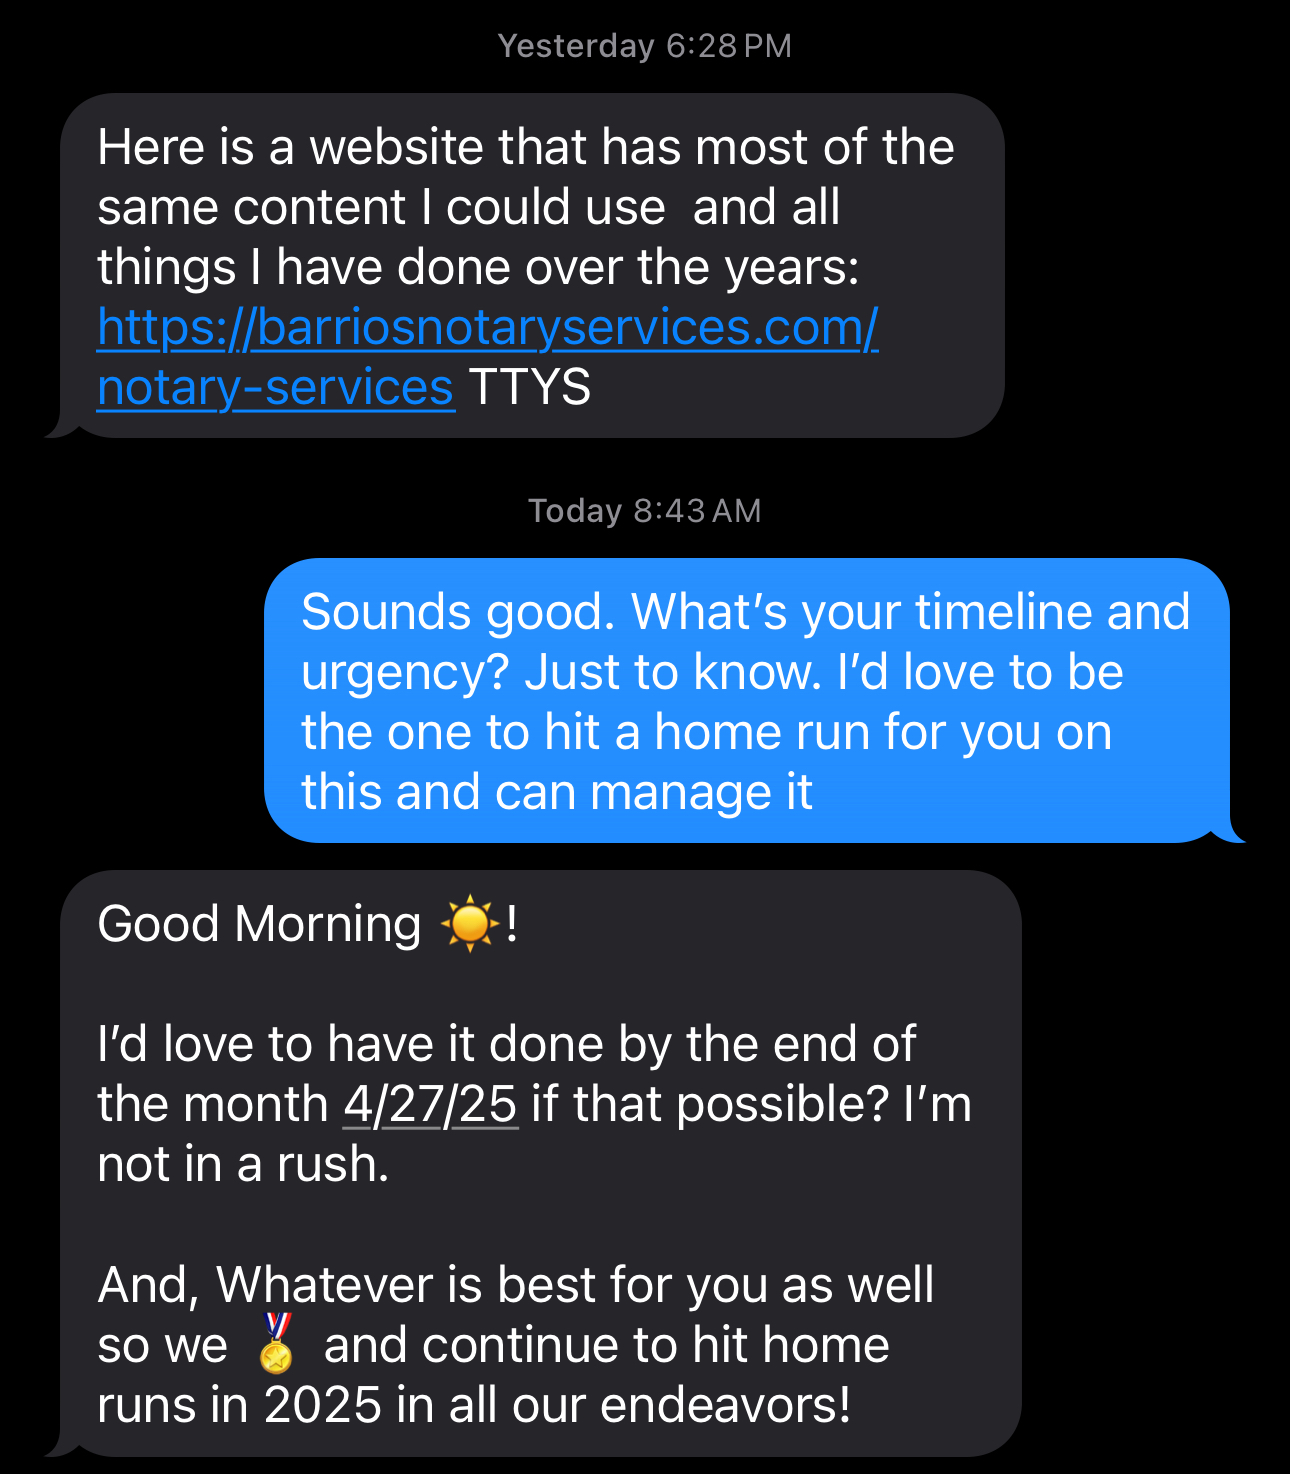 Yesterday 6:28 PM
Here is a website that has most of the
same content I could use  and all
things I have done over the years:
https://barriosnotaryservices.com/
notary-services TTYS
Today 8:43 AM
Sounds good. What’s your timeline and
urgency? Just to know. I’d love to be
the one to hit a home run for you on
this and can manage it
Good Morning ☀️!
I’d love to have it done by the end of
the month 4/27/25 if that possible? I’m
not in a rush.
And, Whatever is best for you as well
so we 🏅 and continue to hit home
runs in 2025 in all our endeavors!